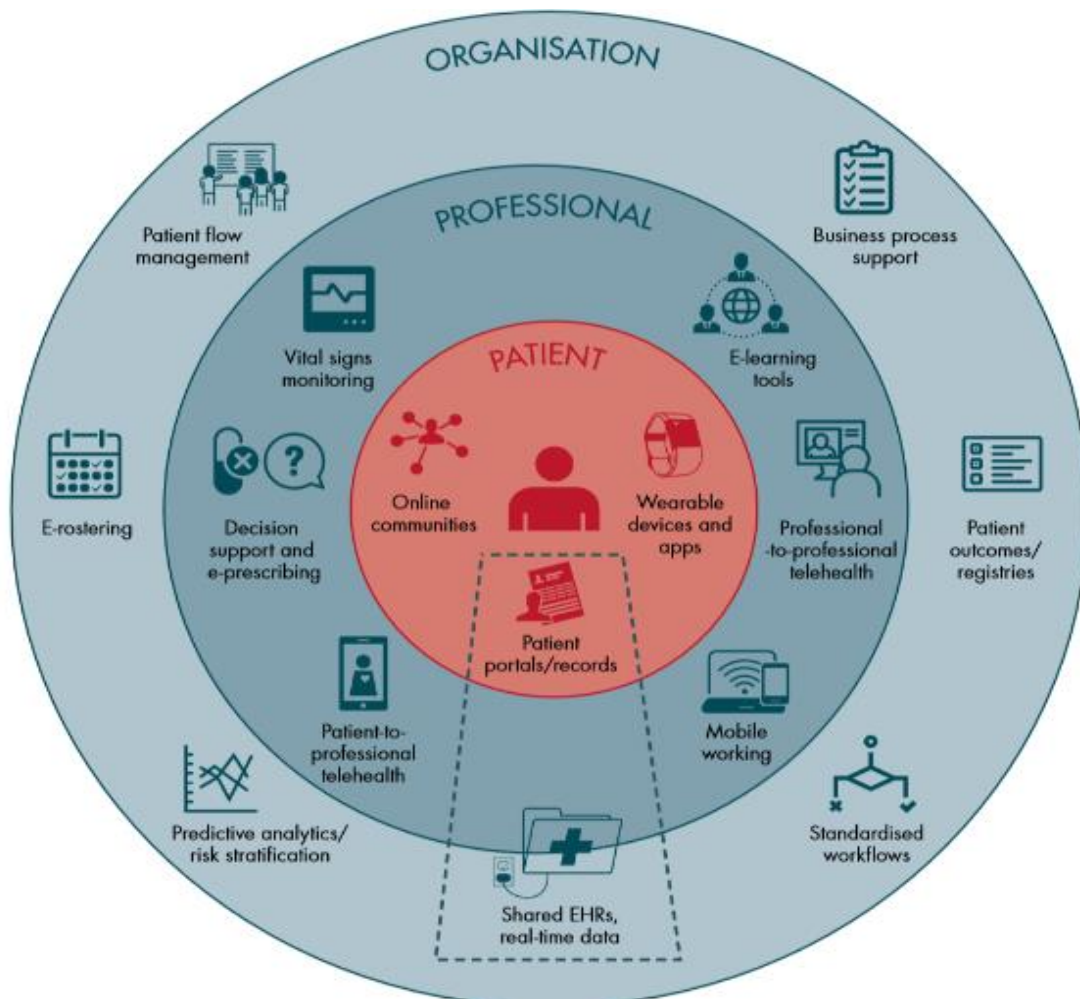 ORGANISATION
Patient flow
management
Business process
support
PROFESSIONAL
Vital signs
monitoring
E-learning
tools
PATIENT
Online
communities
Wearable
devices and
apps
E-rostering
Decision
support and
e-prescribing
Professional
-to-professional
telehealth
Patient
outcomes/
registries
Patient
portals/records
Patient-to-
professional
telehealth
Mobile
working
Predictive analytics/
risk stratification
Standardised
workflows
Shared EHRs,
real-time data